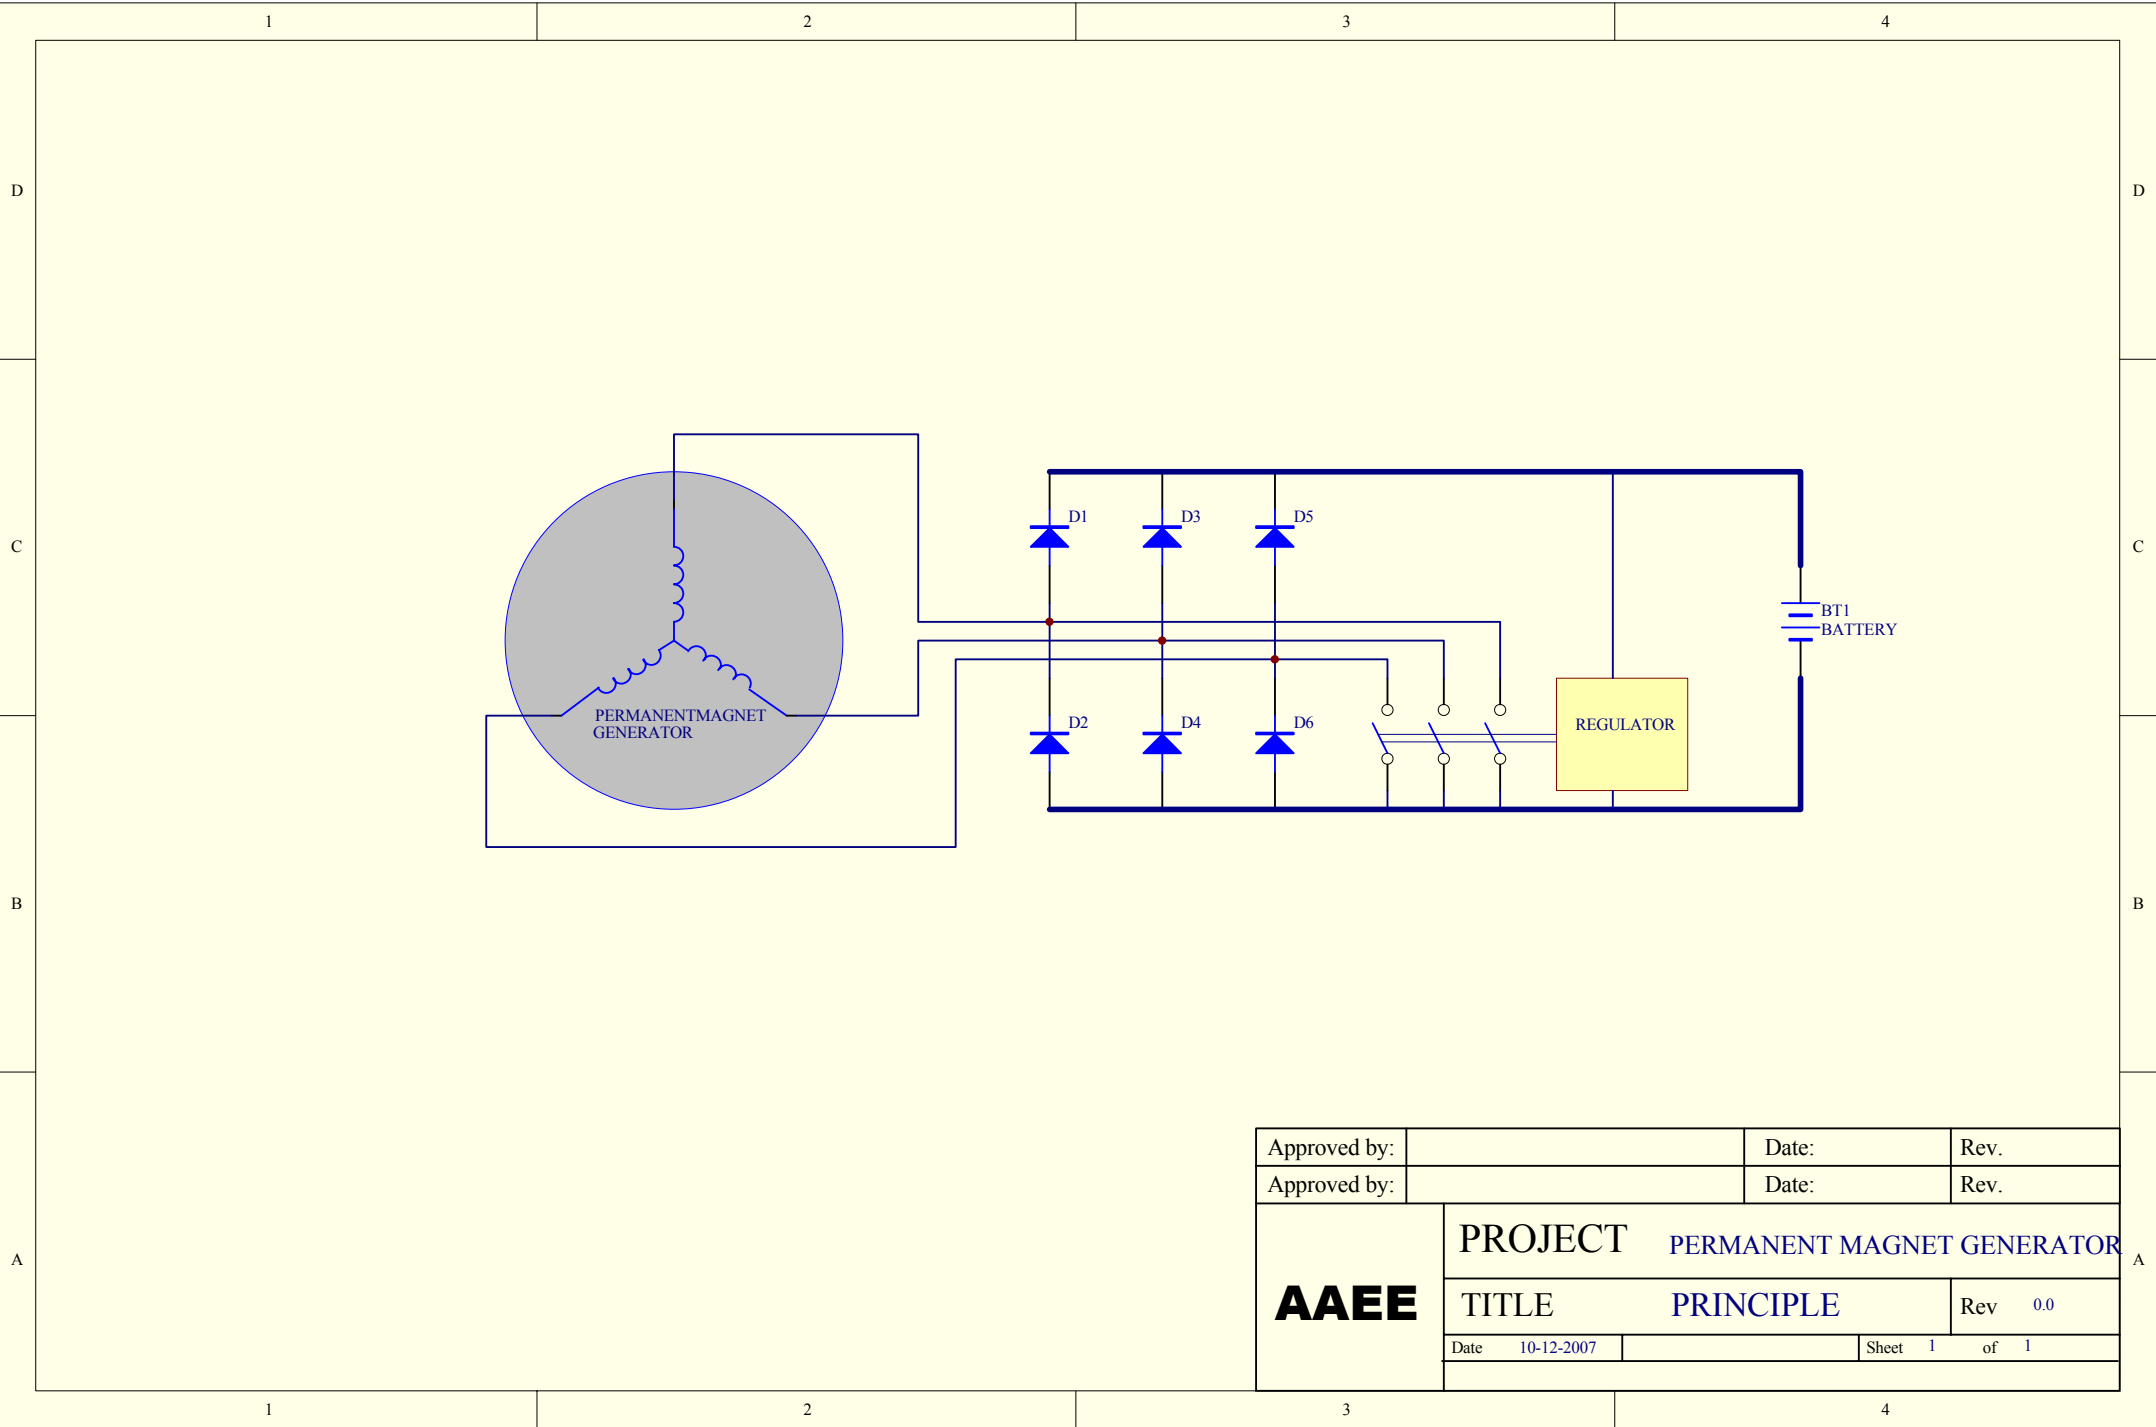 1 2 3 4
D D
C C
B B
A A
PERMANENTMAGNET
GENERATOR
D1 D3 D5
D2 D4 D6
BT1
BATTERY
REGULATOR
Approved by: Date: Rev.
Approved by: Date: Rev.
AAEE
PROJECT PERMANENT MAGNET GENERATOR
TITLE PRINCIPLE Rev 0.0
Date 10-12-2007 Sheet 1 of 1
1 2 3 4